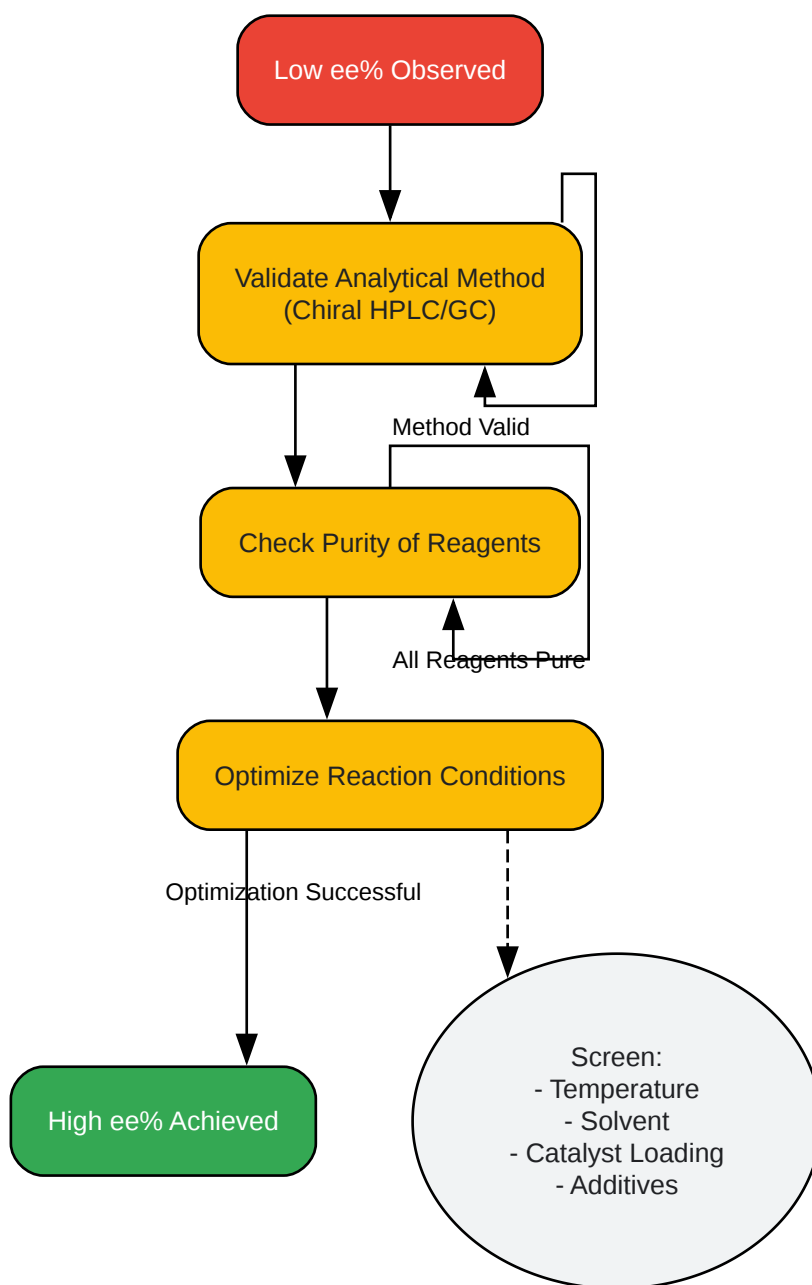 Low ee% Observed
Validate Analytical Method
(Chiral HPLC/GC)
Method Valid
Check Purity of Reagents
All Reagents Pure
Optimize Reaction Conditions
Optimization Successful
High ee% Achieved
Screen:
- Temperature
- Solvent
- Catalyst Loading
- Additives